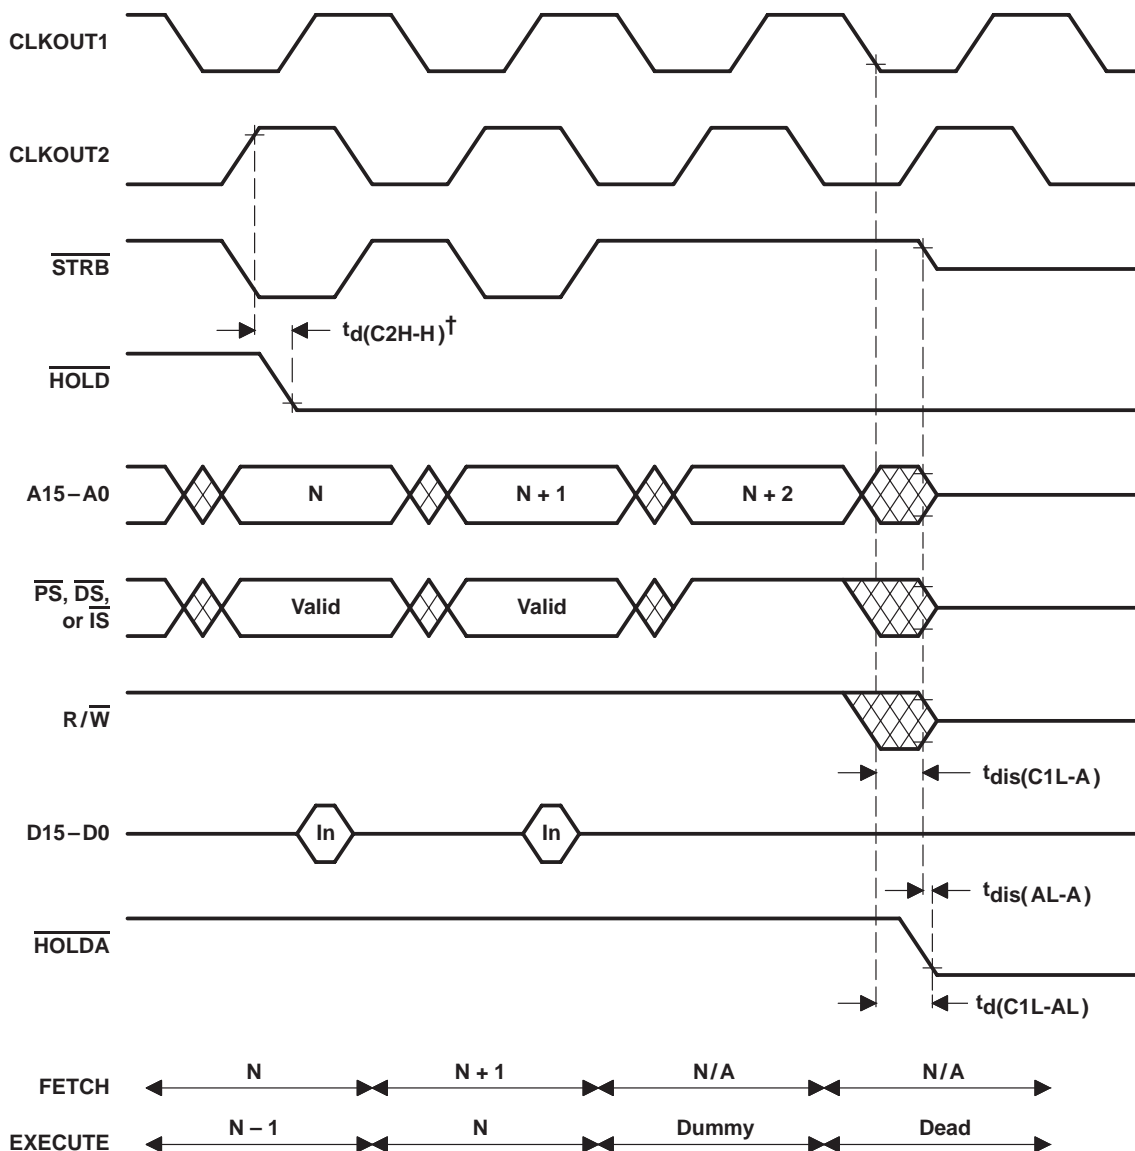 CLKOUT1
CLKOUT2
STRB
td(C2H-H)†
HOLD
A15–A0 N N + 1 N + 2
PS, DS,
or IS
Valid Valid
R/W
tdis(C1L-A)
D15–D0 In In
tdis(AL-A)
HOLDA
td(C1L-AL)
FETCH N N + 1 N/A N/A
EXECUTE N – 1 N Dummy Dead